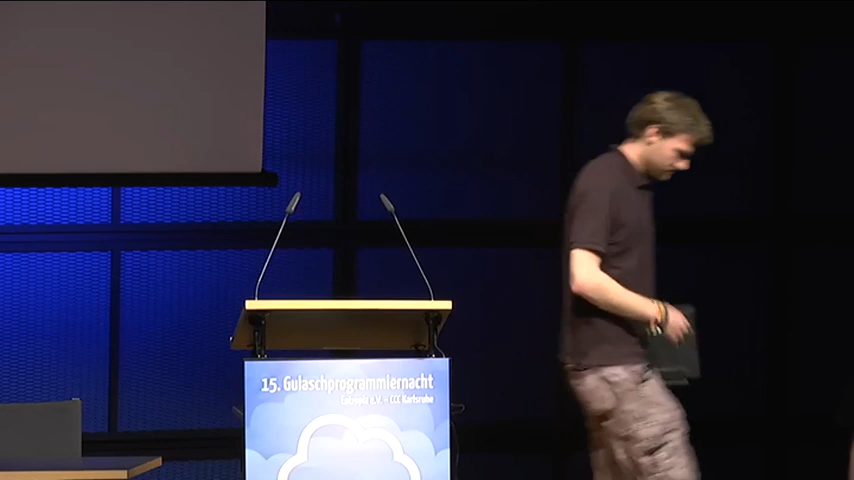 15. Gulaschprogrammiernacht
Entropia e.V. – CCC Karlsruhe